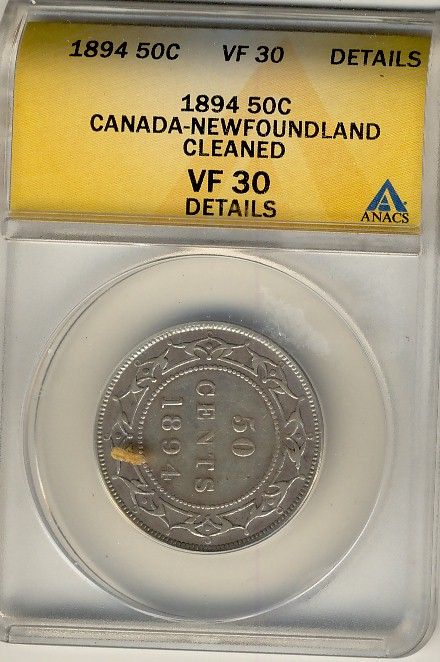 1894 50C VF 30 DETAILS
1894 50C
CANADA-NEWFOUNDLAND
CLEANED
VF 30
DETAILS
ANACS
50
CENTS
1894